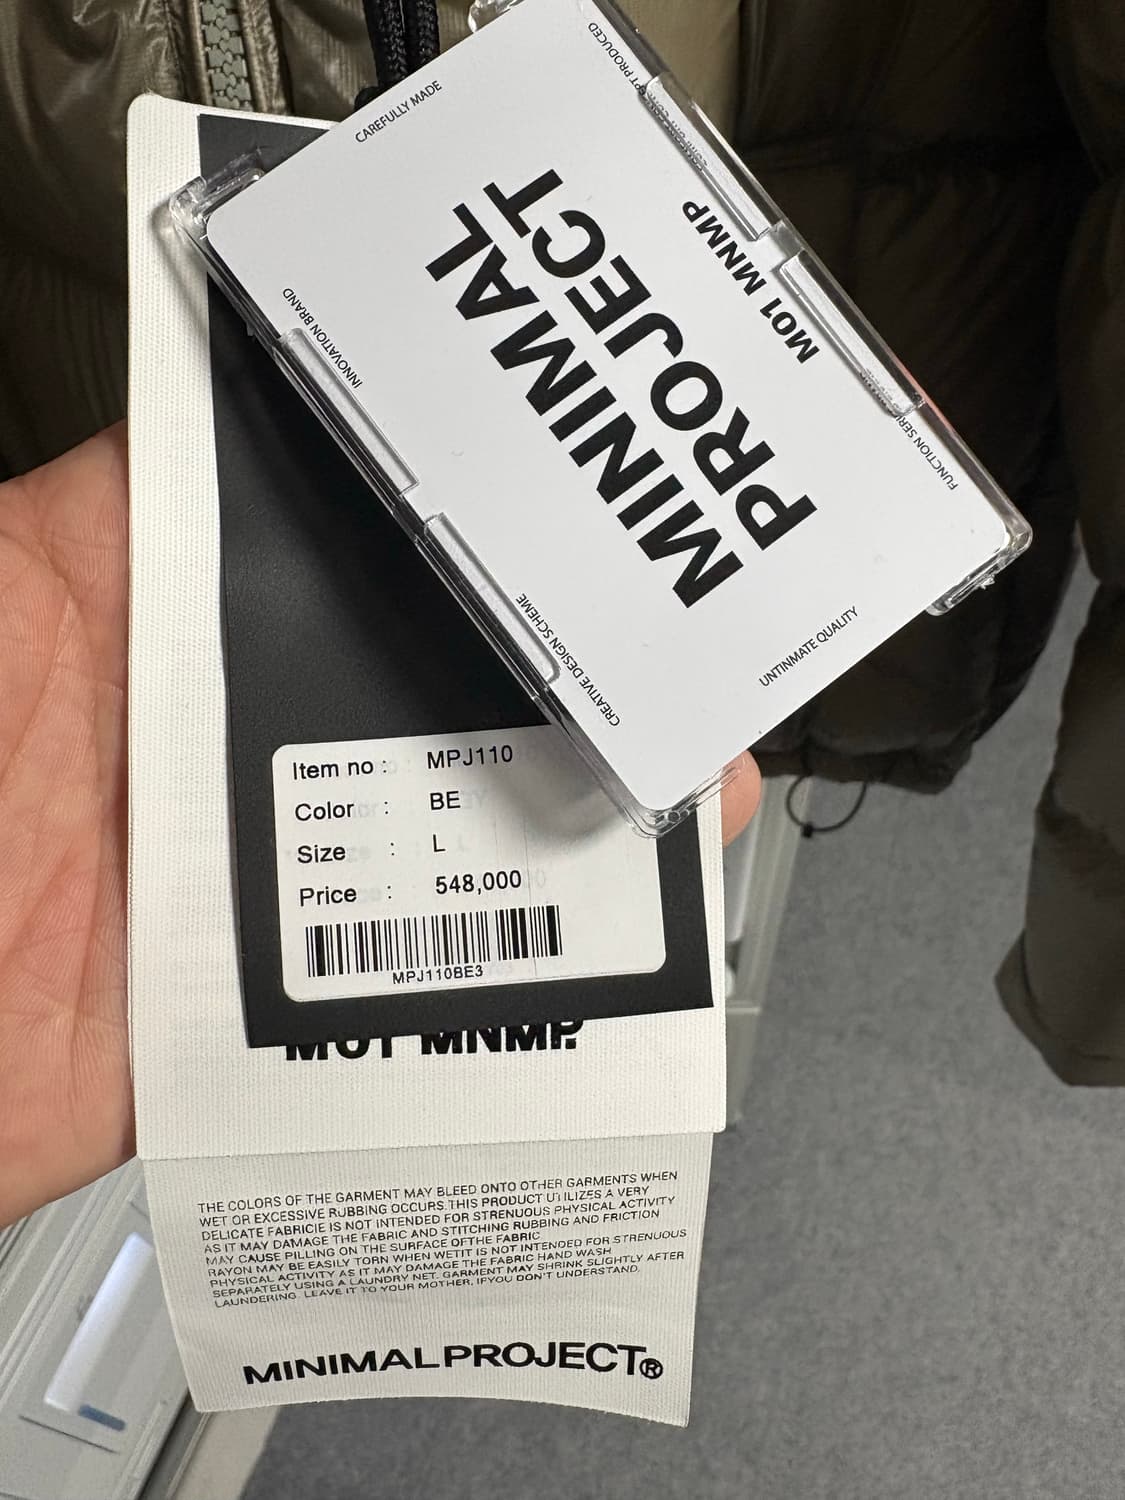 CAREFULLY MADE
INNOVATION BRAND
MINIMAL
PROJECT
M01 MNMP
FUNCTION
CREATIVE DESIGN SCHEME
UNTINMATE QUALITY
Item no : MPJ110
Color : BE
Size : L
Price : 548,000
MPJ110BE3
M01 MNMP.
THE COLORS OF THE GARMENT MAY BLEED ONTO OTHER GARMENTS WHEN
WET OR EXCESSIVE RUBBING OCCURS.THIS PRODUCT UTILIZES A VERY
DELICATE FABRICIE IS NOT INTENDED FOR STRENUOUS PHYSICAL ACTIVITY
AS IT MAY DAMAGE THE FABRIC AND STITCHING RUBBING AND FRICTION
MAY CAUSE PILLING ON THE SURFACE OFTHE FABRIC
RAYON MAY BE EASILY TORN WHEN WETIT IS NOT INTENDED FOR STRENUOUS
PHYSICAL ACTIVITY AS IT MAY DAMAGE THE FABRIC HAND WASH
SEPARATELY USING A LAUNDRY NET. GARMENT MAY SHRINK SLIGHTLY AFTER
LAUNDERING. LEAVE IT TO YOUR MOTHER, IFYOU DON'T UNDERSTAND.
MINIMALPROJECT®